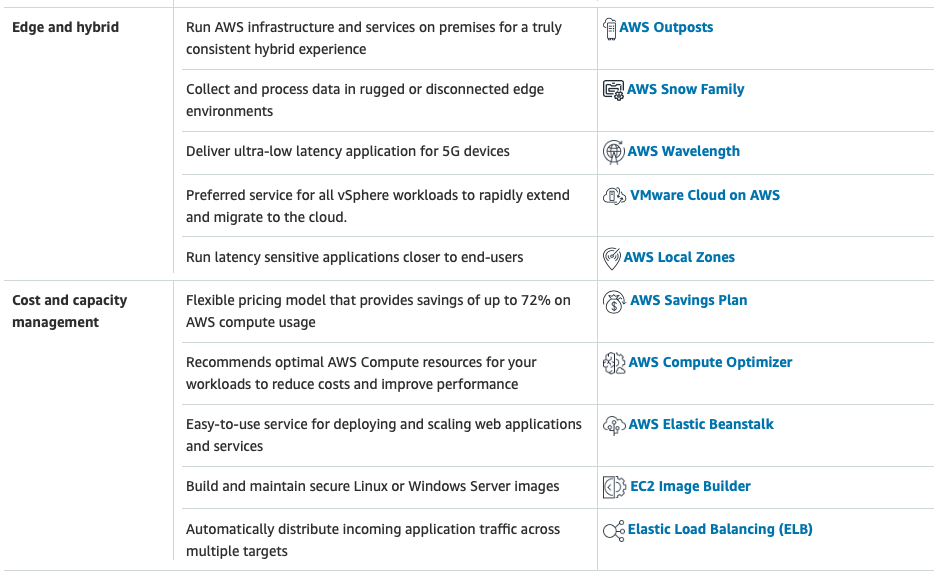 Edge and hybrid
Run AWS infrastructure and services on premises for a truly
consistent hybrid experience
AWS Outposts
Collect and process data in rugged or disconnected edge
environments
AWS Snow Family
Deliver ultra-low latency application for 5G devices
AWS Wavelength
Preferred service for all vSphere workloads to rapidly extend
and migrate to the cloud.
VMware Cloud on AWS
Run latency sensitive applications closer to end-users
AWS Local Zones
Cost and capacity
management
Flexible pricing model that provides savings of up to 72% on
AWS compute usage
AWS Savings Plan
Recommends optimal AWS Compute resources for your
workloads to reduce costs and improve performance
AWS Compute Optimizer
Easy-to-use service for deploying and scaling web applications
and services
AWS Elastic Beanstalk
Build and maintain secure Linux or Windows Server images
EC2 Image Builder
Automatically distribute incoming application traffic across
multiple targets
Elastic Load Balancing (ELB)